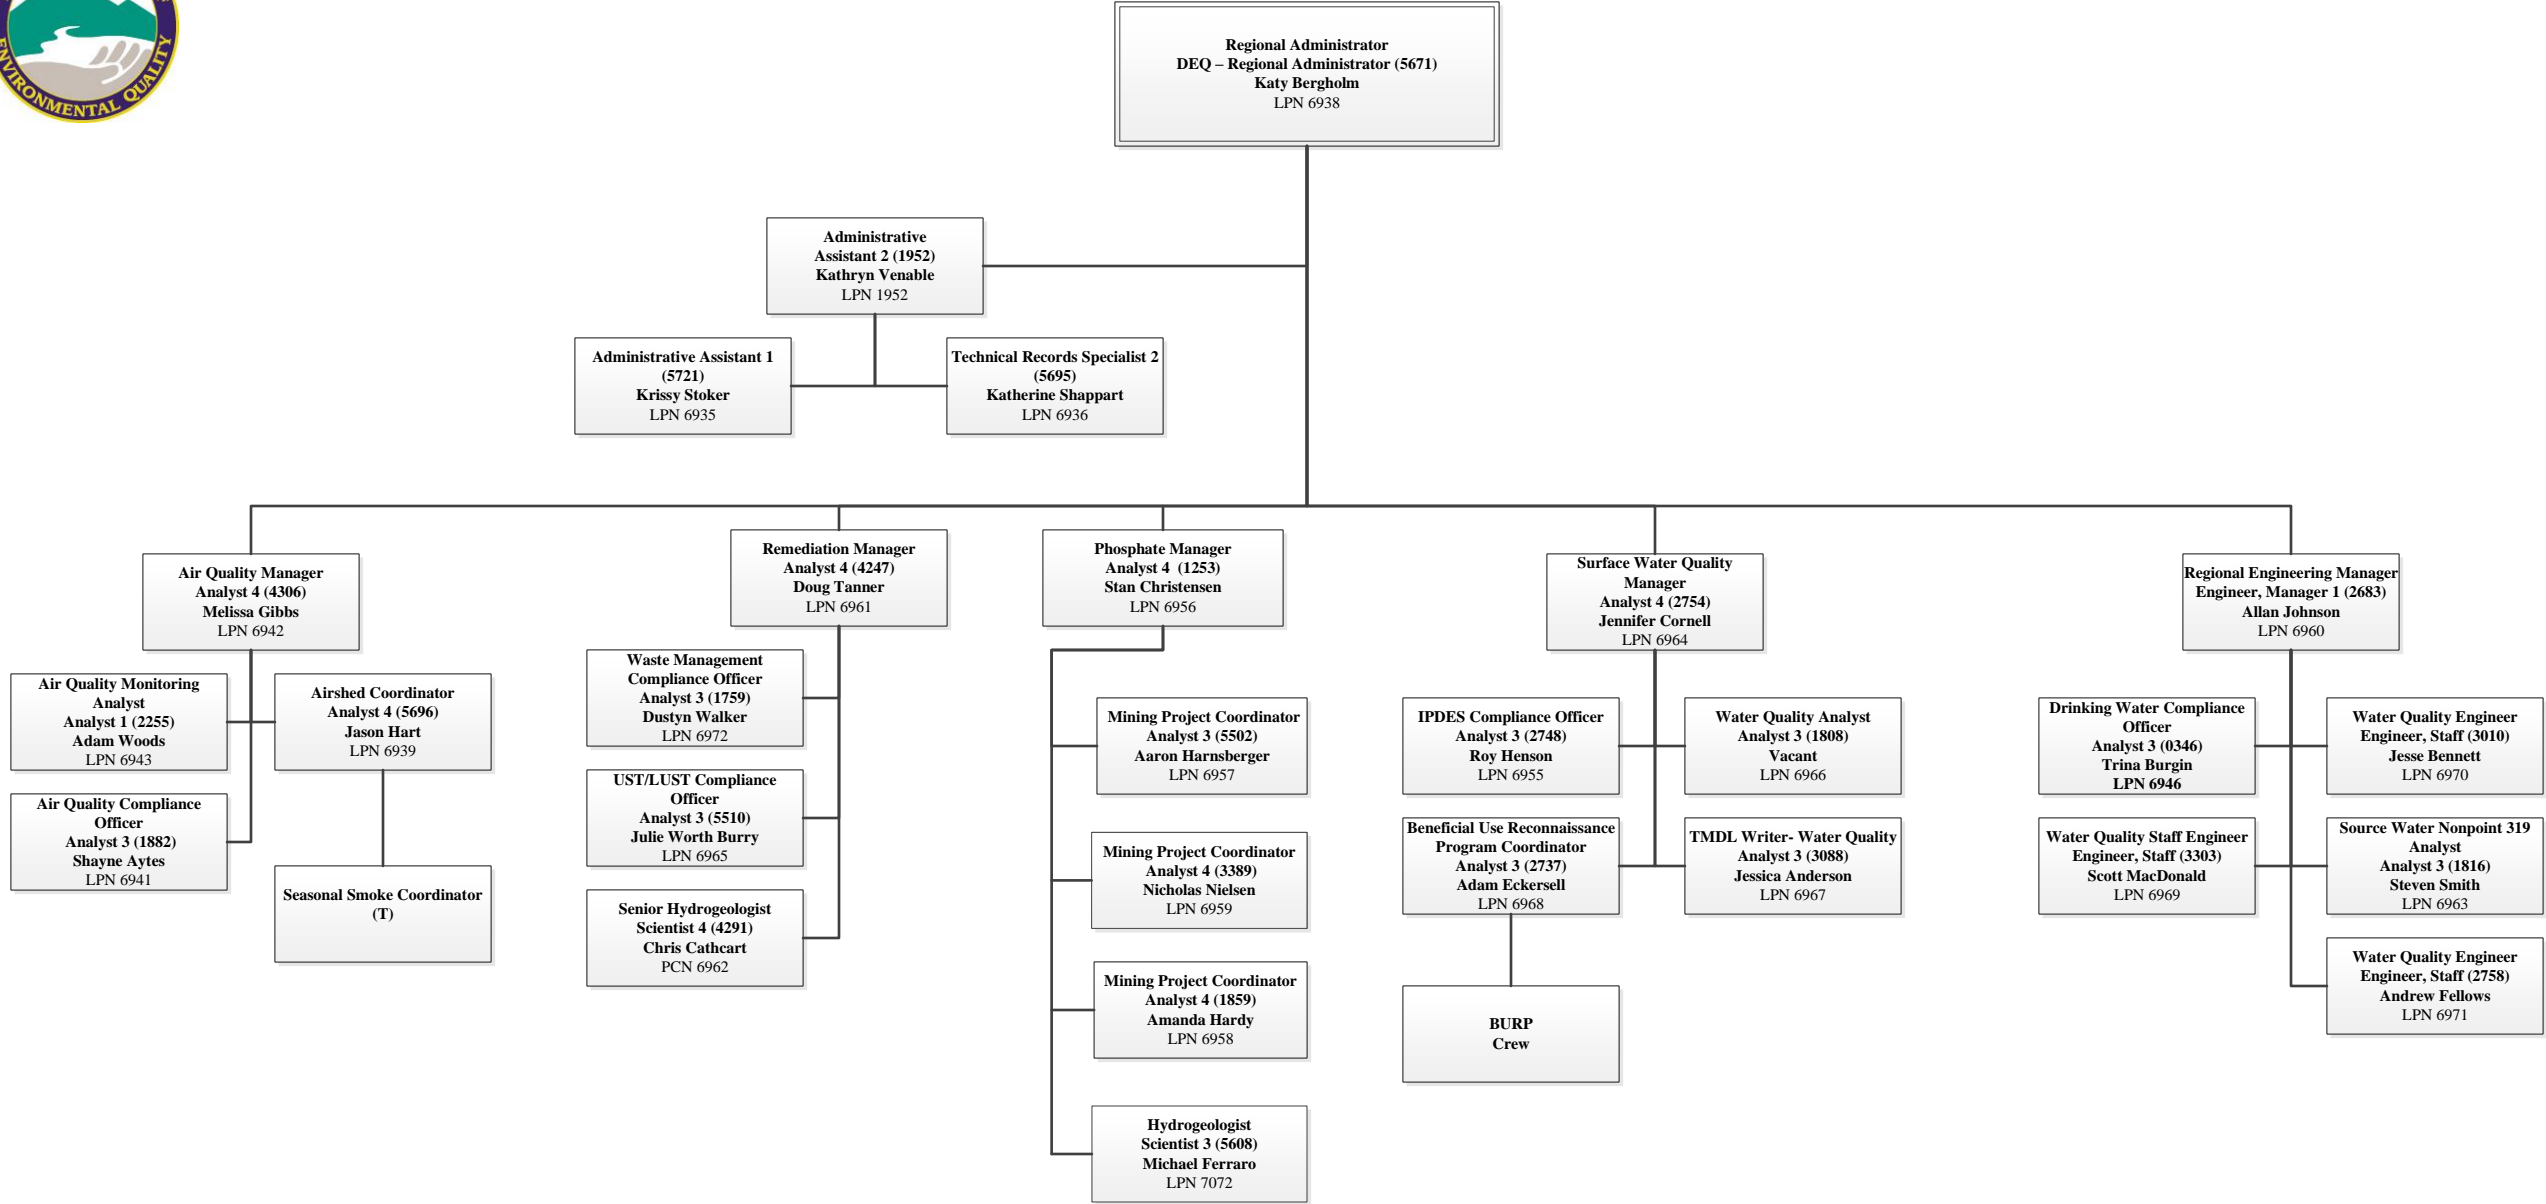 ENVIRONMENTAL QUALITY
Regional Administrator
DEQ – Regional Administrator (5671)
Katy Bergholm
LPN 6938
Administrative
Assistant 2 (1952)
Kathryn Venable
LPN 1952
Administrative Assistant 1
(5721)
Krissy Stoker
LPN 6935
Technical Records Specialist 2
(5695)
Katherine Shappart
LPN 6936
Air Quality Manager
Analyst 4 (4306)
Melissa Gibbs
LPN 6942
Air Quality Monitoring
Analyst
Analyst 1 (2255)
Adam Woods
LPN 6943
Airshed Coordinator
Analyst 4 (5696)
Jason Hart
LPN 6939
Air Quality Compliance
Officer
Analyst 3 (1882)
Shayne Aytes
LPN 6941
Seasonal Smoke Coordinator
(T)
Remediation Manager
Analyst 4 (4247)
Doug Tanner
LPN 6961
Waste Management
Compliance Officer
Analyst 3 (1759)
Dustyn Walker
LPN 6972
UST/LUST Compliance
Officer
Analyst 3 (5510)
Julie Worth Burry
LPN 6965
Senior Hydrogeologist
Scientist 4 (4291)
Chris Cathcart
PCN 6962
Phosphate Manager
Analyst 4 (1253)
Stan Christensen
LPN 6956
Mining Project Coordinator
Analyst 3 (5502)
Aaron Harnsberger
LPN 6957
Mining Project Coordinator
Analyst 4 (3389)
Nicholas Nielsen
LPN 6959
Mining Project Coordinator
Analyst 4 (1859)
Amanda Hardy
LPN 6958
Hydrogeologist
Scientist 3 (5608)
Michael Ferraro
LPN 7072
Surface Water Quality
Manager
Analyst 4 (2754)
Jennifer Cornell
LPN 6964
IPDES Compliance Officer
Analyst 3 (2748)
Roy Henson
LPN 6955
Water Quality Analyst
Analyst 3 (1808)
Vacant
LPN 6966
Beneficial Use Reconnaissance
Program Coordinator
Analyst 3 (2737)
Adam Eckersell
LPN 6968
TMDL Writer- Water Quality
Analyst 3 (3088)
Jessica Anderson
LPN 6967
BURP
Crew
Regional Engineering Manager
Engineer, Manager 1 (2683)
Allan Johnson
LPN 6960
Drinking Water Compliance
Officer
Analyst 3 (0346)
Trina Burgin
LPN 6946
Water Quality Engineer
Engineer, Staff (3010)
Jesse Bennett
LPN 6970
Water Quality Staff Engineer
Engineer, Staff (3303)
Scott MacDonald
LPN 6969
Source Water Nonpoint 319
Analyst
Analyst 3 (1816)
Steven Smith
LPN 6963
Water Quality Engineer
Engineer, Staff (2758)
Andrew Fellows
LPN 6971